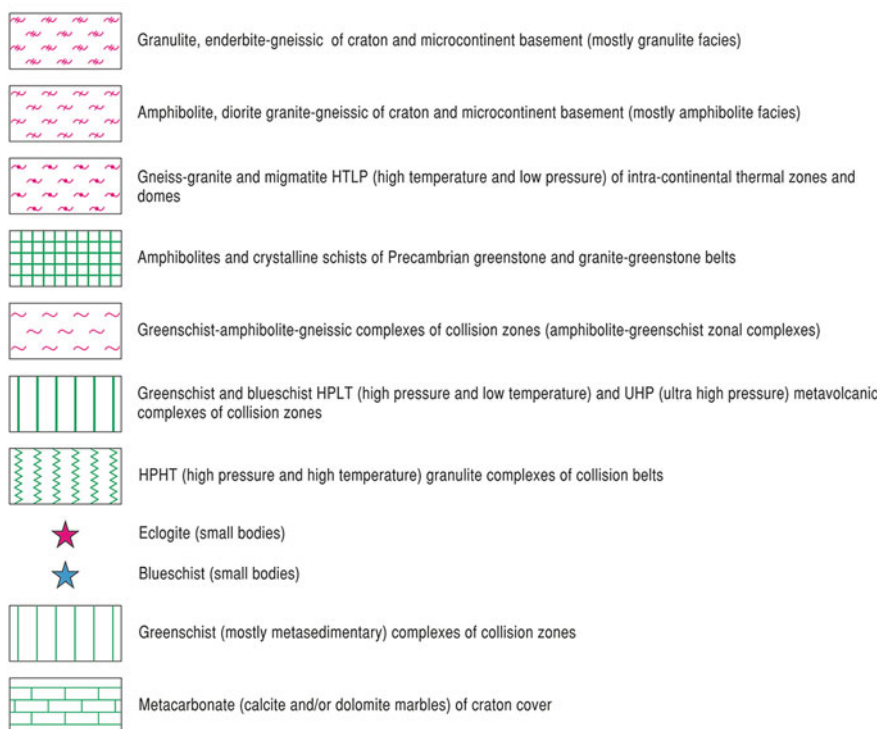 Granulite, enderbite-gneissic of craton and microcontinent basement (mostly granulite facies)
Amphibolite, diorite granite-gneissic of craton and microcontinent basement (mostly amphibolite facies)
Gneiss-granite and migmatite HTLP (high temperature and low pressure) of intra-continental thermal zones and
domes
Amphibolites and crystalline schists of Precambrian greenstone and granite-greenstone belts
Greenschist-amphibolite-gneissic complexes of collision zones (amphibolite-greenschist zonal complexes)
Greenschist and blueschist HPLT (high pressure and low temperature) and UHP (ultra high pressure) metavolcanic
complexes of collision zones
HPHT (high pressure and high temperature) granulite complexes of collision belts
Eclogite (small bodies)
Blueschist (small bodies)
Greenschist (mostly metasedimentary) complexes of collision zones
Metacarbonate (calcite and/or dolomite marbles) of craton cover